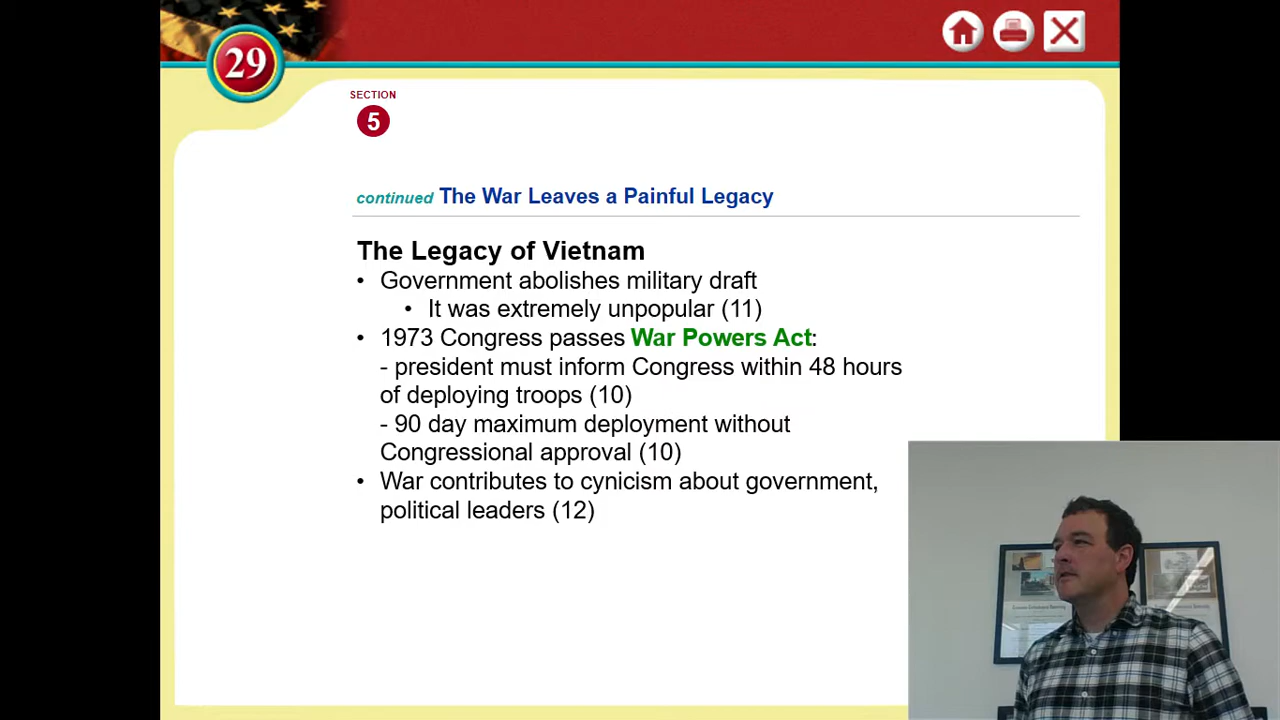 29
SECTION
5
continued The War Leaves a Painful Legacy
The Legacy of Vietnam
• Government abolishes military draft
• It was extremely unpopular (11)
• 1973 Congress passes War Powers Act:
- president must inform Congress within 48 hours
of deploying troops (10)
- 90 day maximum deployment without
Congressional approval (10)
• War contributes to cynicism about government,
political leaders (12)